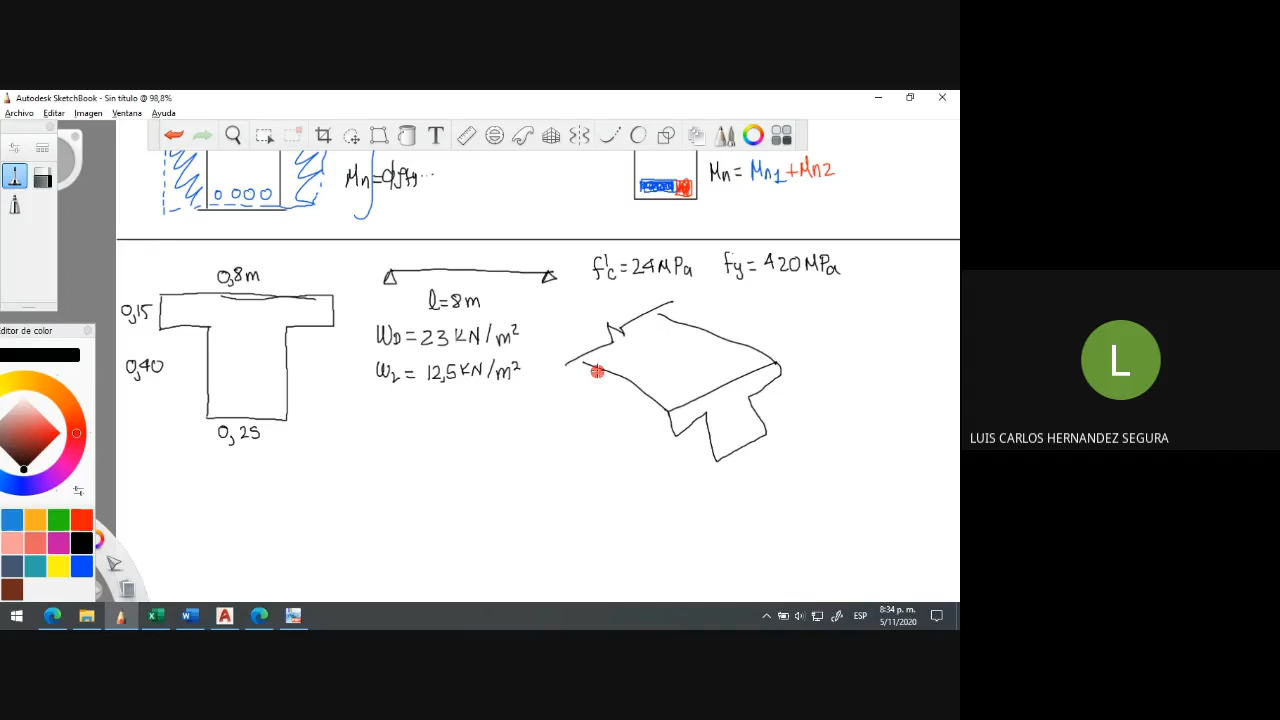 Autodesk SketchBook - Sin título @ 98,8%
Archivo Editar Imagen Ventana Ayuda
T
Mn = Mn1 + Mn2
0,8m
f'c = 24 MPa fy = 420 MPa
0,15
l = 8 m
WD = 23 KN/m²
0,40
WL = 12,5 KN/m²
0,25
Editor de color
L
LUIS CARLOS HERNANDEZ SEGURA
ESP
8:34 p. m.
5/11/2020